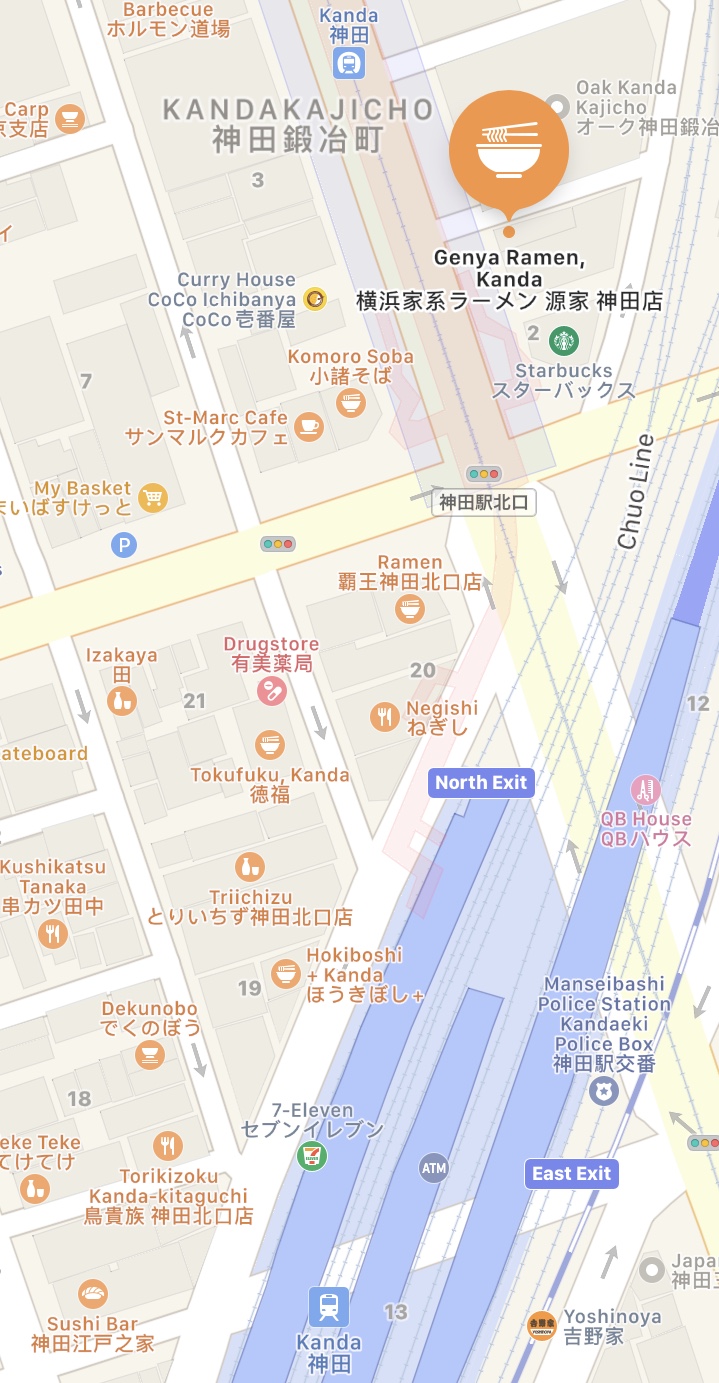 Barbecue
ホルモン道場
Kanda
神田
Carp
京支店
KANDAKAJICHO
神田鍛冶町
Oak Kanda
Kajicho
オーク神田鍛冶
3
イ
Genya Ramen,
Kanda
横浜家系ラーメン 源家 神田店
Curry House
CoCo Ichibanya
CoCo壱番屋
2
Starbucks
スターバックス
Komoro Soba
小諸そば
7
St-Marc Cafe
サンマルクカフェ
My Basket
まいばすけっと
P
Chuo Line
神田駅北口
s
Ramen
覇王神田北口店
Izakaya
田
Drugstore
有美薬局
20
21
12
Negishi
ねぎし
ateboard
Tokufuku, Kanda
徳福
North Exit
QB House
QBハウス
Kushikatsu
Tanaka
串カツ田中
Triichizu
とりいちず神田北口店
Hokiboshi
+ Kanda
ほうきぼし+
19
Manseibashi
Police Station
Kandaeki
Police Box
神田駅交番
Dekunobo
でくのぼう
18
7-Eleven
セブンイレブン
7
ELEVEN
eke Teke
てけてけ
ATM
East Exit
Torikizoku
Kanda-kitaguchi
鳥貴族 神田北口店
Japa
神田
13
Sushi Bar
神田江戸之家
Kanda
神田
吉野家
YOSHINOYA
Yoshinoya
吉野家